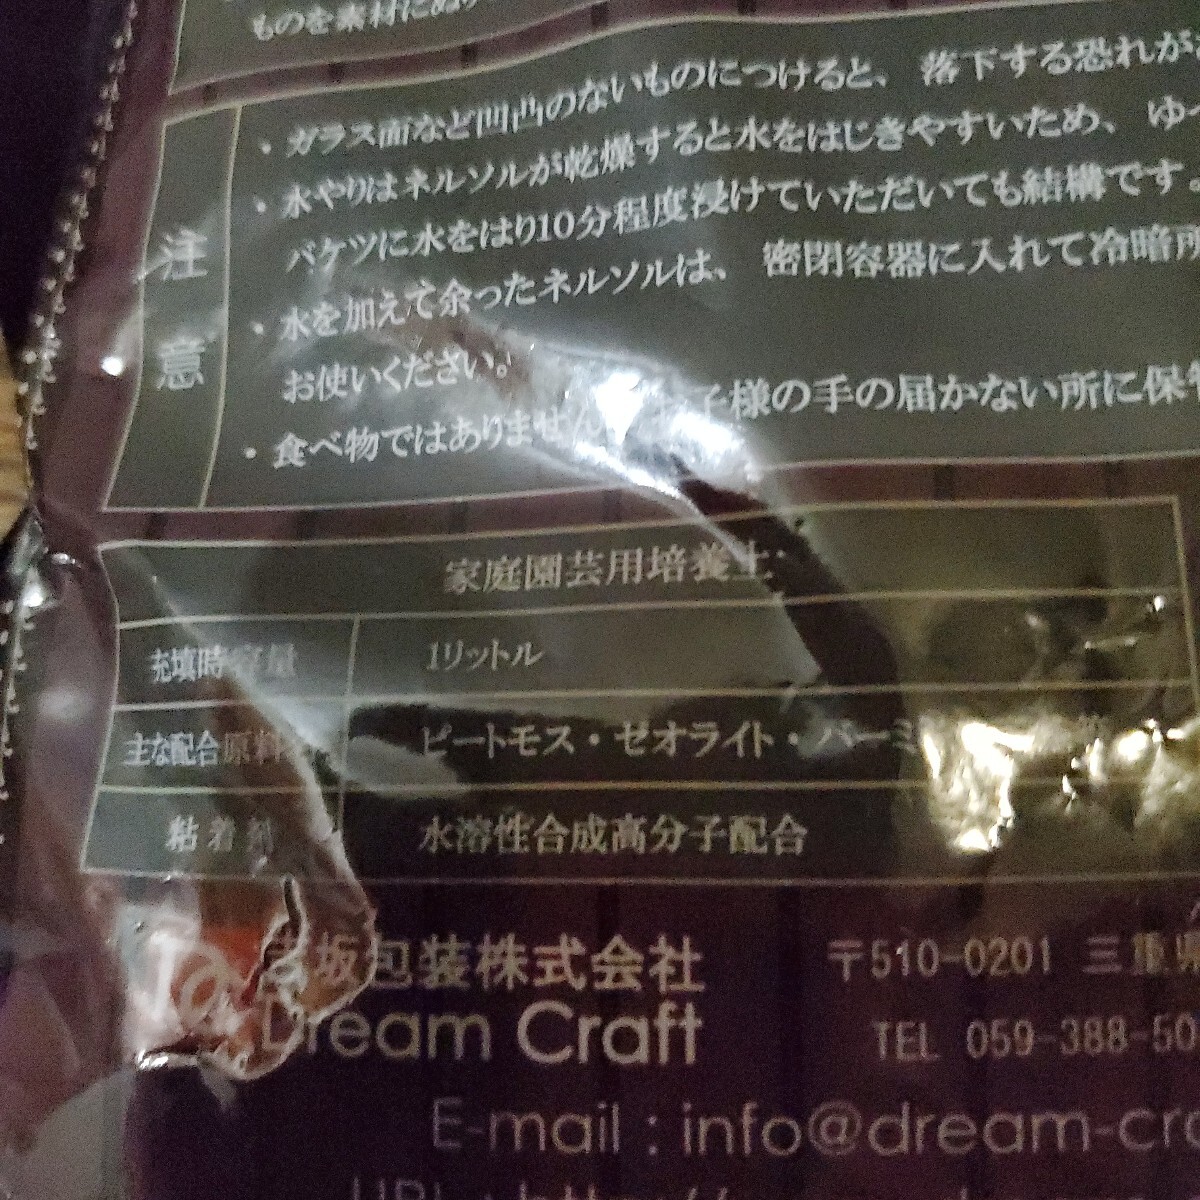 ものを素材にぬり
注意
・ガラス面など凹凸のないものにつけると、落下する恐れが
・水やりはネルソルが乾燥すると水をはじきやすいため、ゆ
バケツに水をはり10分程度浸けていただいても結構です。
・水を加えて余ったネルソルは、密閉容器に入れて冷暗所
お使いください。
・食べ物ではありません お子様の手の届かない所に保管
家庭園芸用培養土
充填時容量 1リットル
主な配合原料 ピートモス・ゼオライト・バーミ
粘着剤 水溶性合成高分子配合
坂包装株式会社 〒510-0201 三重県
Dream Craft TEL 059-388-50
E-mail : info@dream-cra